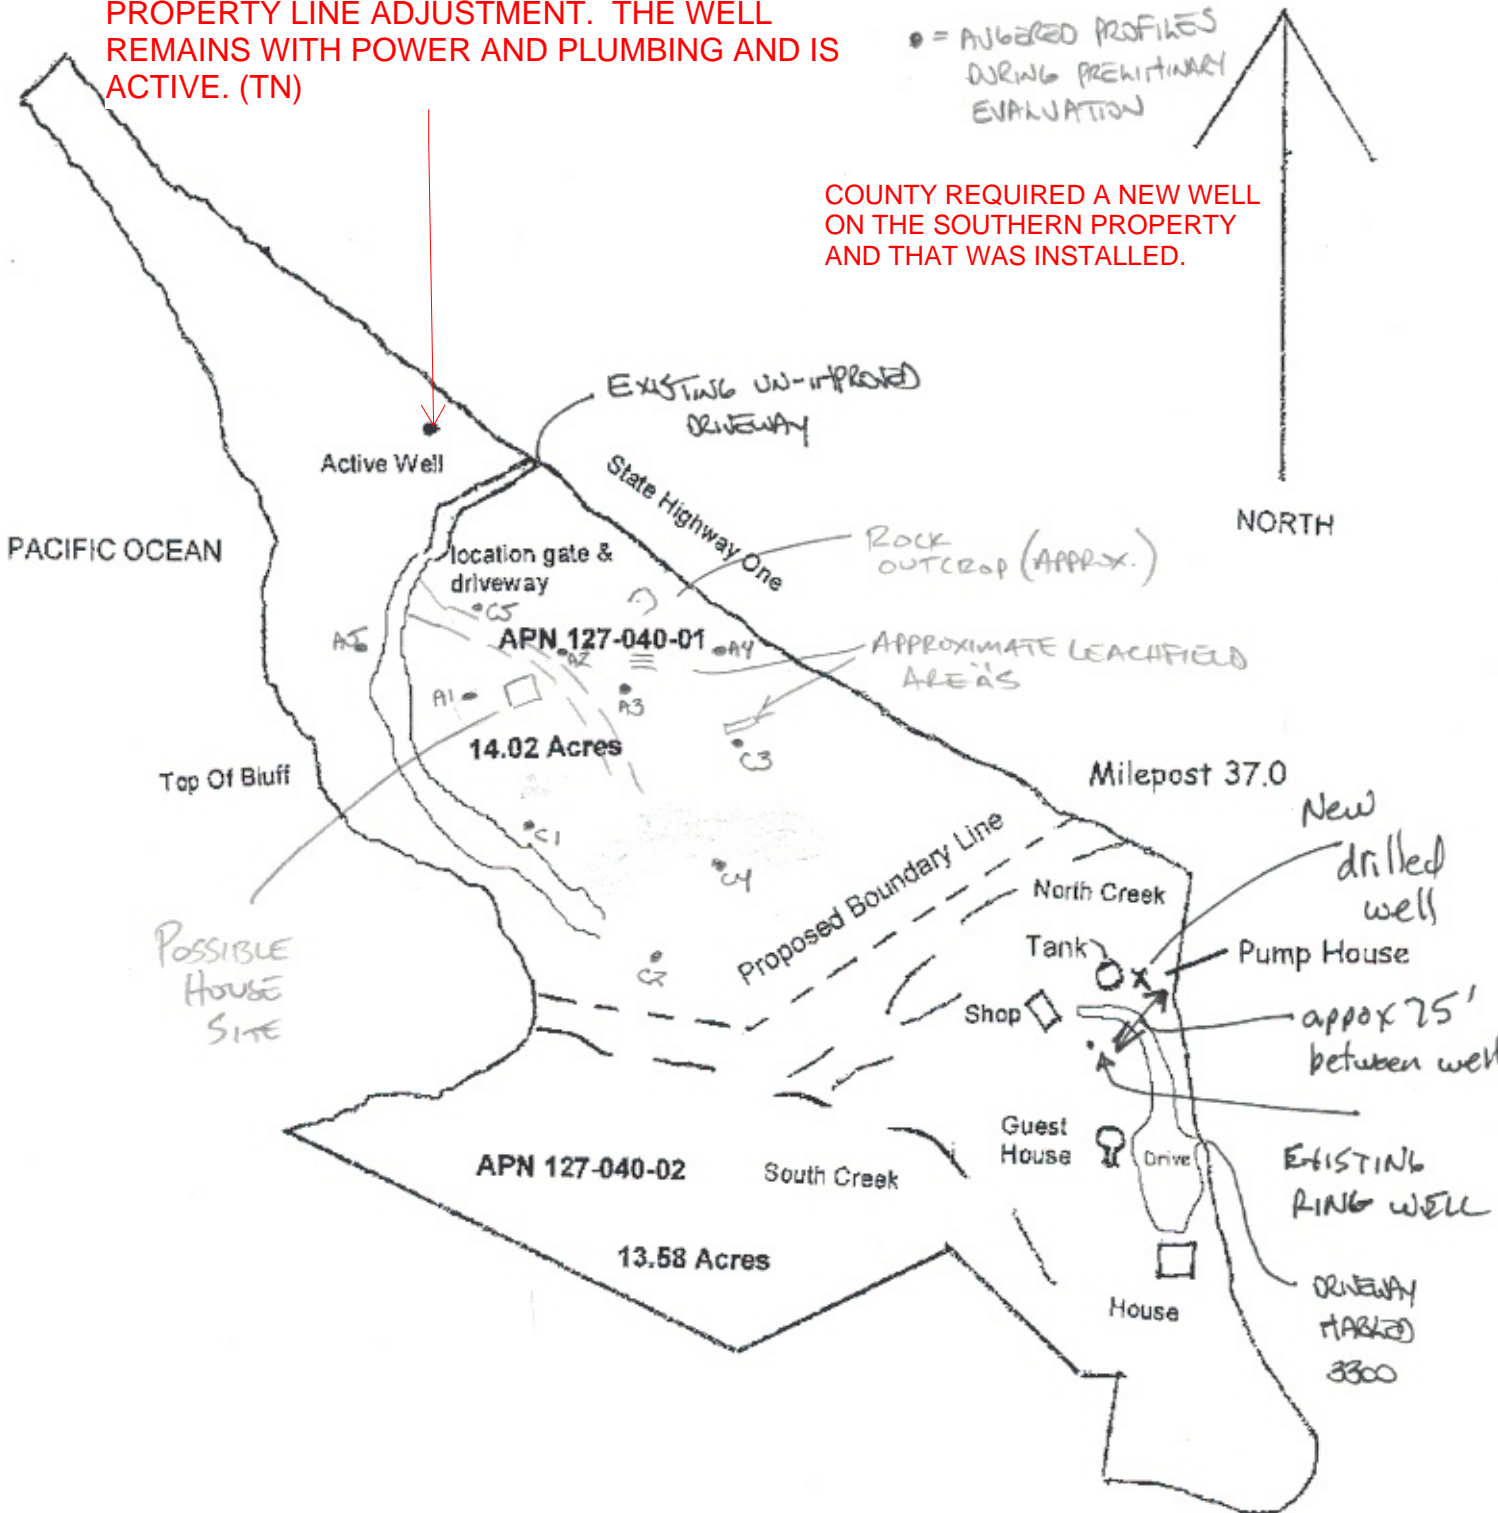 PROPERTY LINE ADJUSTMENT. THE WELL
REMAINS WITH POWER AND PLUMBING AND IS
ACTIVE. (TN)
• = AUGERED PROFILES
DURING PRELIMINARY
EVALUATION
COUNTY REQUIRED A NEW WELL
ON THE SOUTHERN PROPERTY
AND THAT WAS INSTALLED.
EXISTING UN-IMPROVED
DRIVEWAY
Active Well
State Highway One
NORTH
PACIFIC OCEAN
location gate &
driveway
ROCK
OUTCROP (APPROX.)
C5
APN 127-040-01
A5
A2
A4
APPROXIMATE LEACHFIELD
AREAS
A1
A3
14.02 Acres
C3
Top Of Bluff
Milepost 37.0
C1
New
drilled
well
C4
Proposed Boundary Line
North Creek
POSSIBLE
HOUSE
SITE
C2
Tank
Pump House
Shop
appox 75'
between well
Guest
House
Drive
APN 127-040-02
South Creek
EXISTING
RING WELL
13.58 Acres
House
DRIVEWAY
MARKED
3300